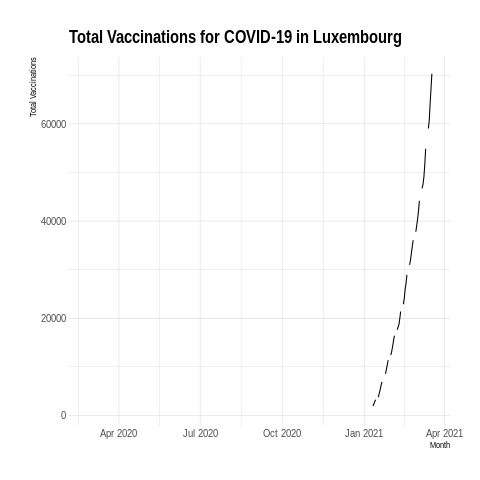 Total Vaccinations for COVID-19 in Luxembourg
Total Vaccinations
60000
40000
20000
0
Apr 2020
Jul 2020
Oct 2020
Jan 2021
Apr 2021
Month